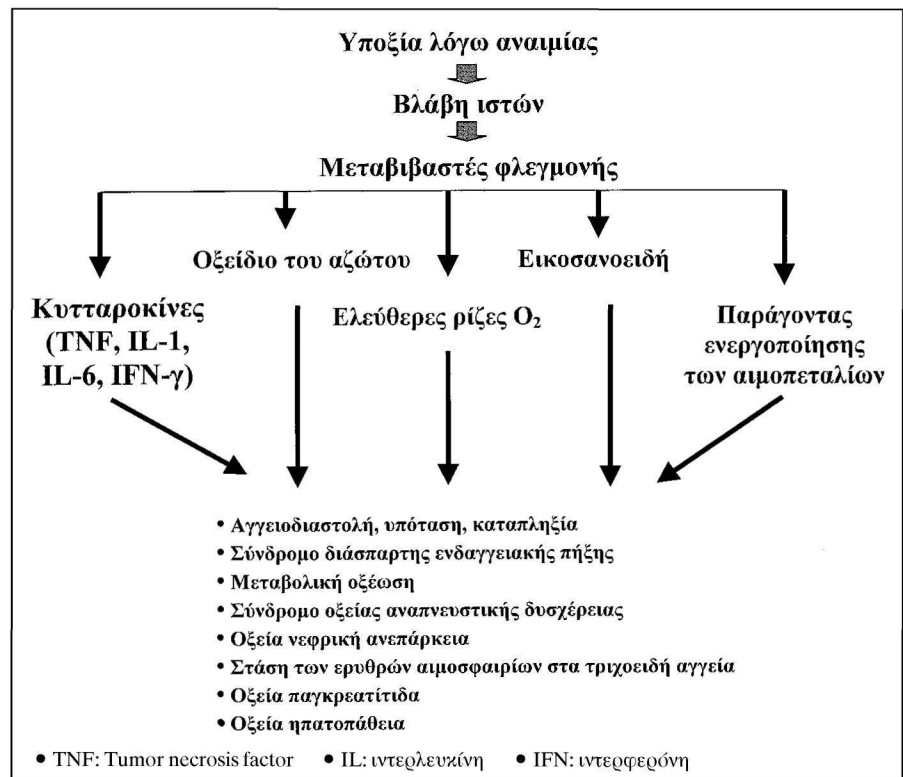 Υποξία λόγω αναιμίας
Βλάβη ιστών
Μεταβιβαστές φλεγμονής
Οξείδιο του αζώτου
Εικοσανοειδή
Κυτταροκίνες
(TNF, IL-1,
IL-6, IFN-γ)
Ελεύθερες ρίζες O₂
Παράγοντας
ενεργοποίησης
των αιμοπεταλίων
• Αγγειοδιαστολή, υπόταση, καταπληξία
• Σύνδρομο διάσπαρτης ενδαγγειακής πήξης
• Μεταβολική οξέωση
• Σύνδρομο οξείας αναπνευστικής δυσχέρειας
• Οξεία νεφρική ανεπάρκεια
• Στάση των ερυθρών αιμοσφαιρίων στα τριχοειδή αγγεία
• Οξεία παγκρεατίτιδα
• Οξεία ηπατοπάθεια
• TNF: Tumor necrosis factor • IL: ιντερλευκίνη • IFN: ιντερφερόνη